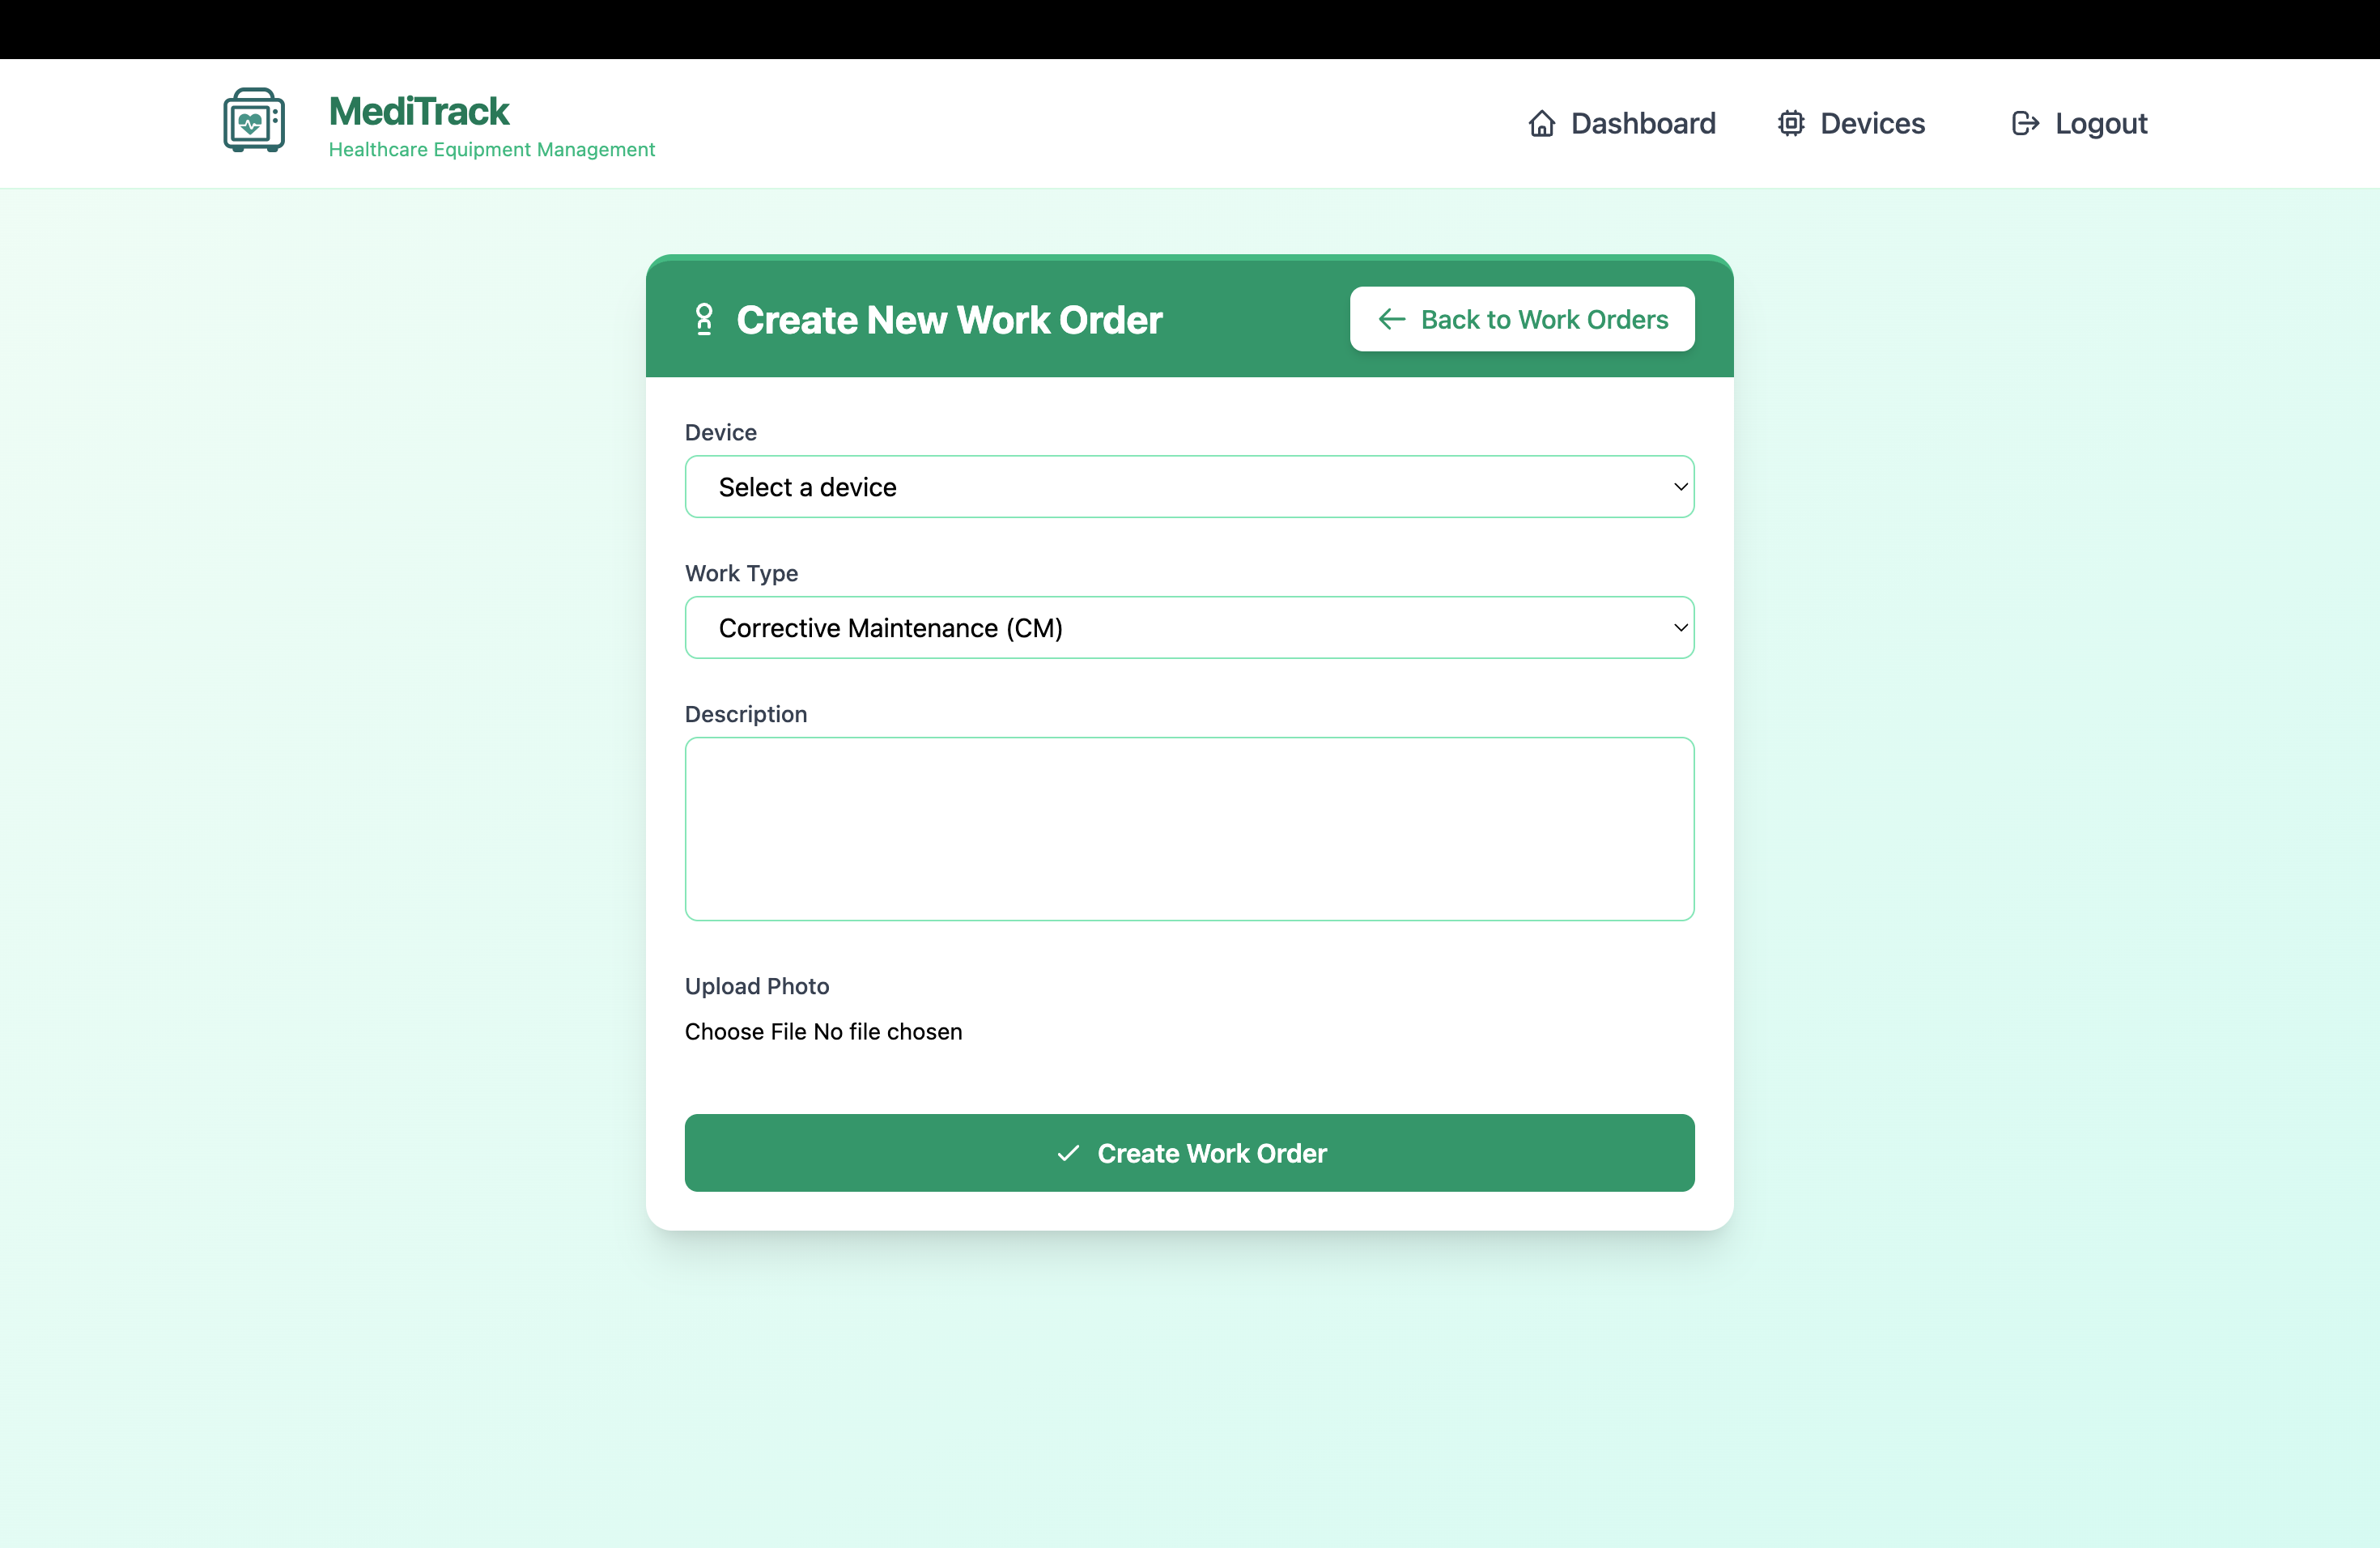 MediTrack
Healthcare Equipment Management
Dashboard
Devices
Logout
Create New Work Order
Back to Work Orders
Device
Select a device
Work Type
Corrective Maintenance (CM)
Description
Upload Photo
Choose File No file chosen
Create Work Order